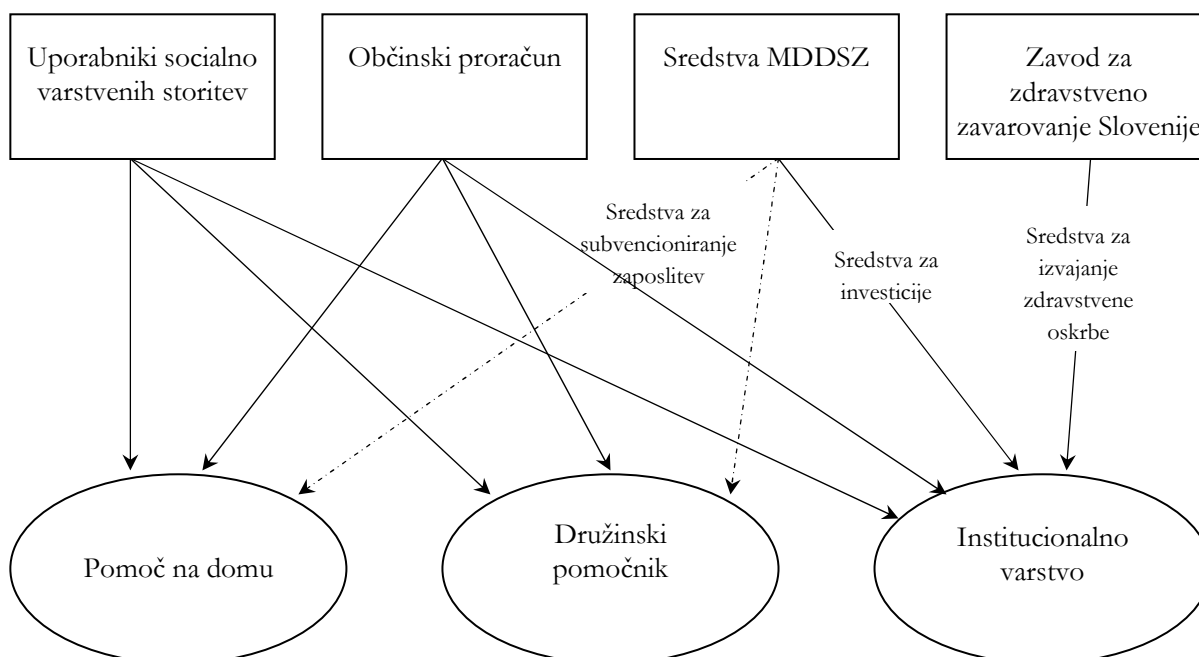 Uporabniki socialno
varstvenih storitev
Občinski proračun
Sredstva MDDSZ
Zavod za
zdravstveno
zavarovanje Slovenije
Sredstva za
subvencioniranje
zaposlitev
Sredstva za
investicije
Sredstva za
izvajanje
zdravstvene
oskrbe
Pomoč na domu
Družinski
pomočnik
Institucionalno
varstvo